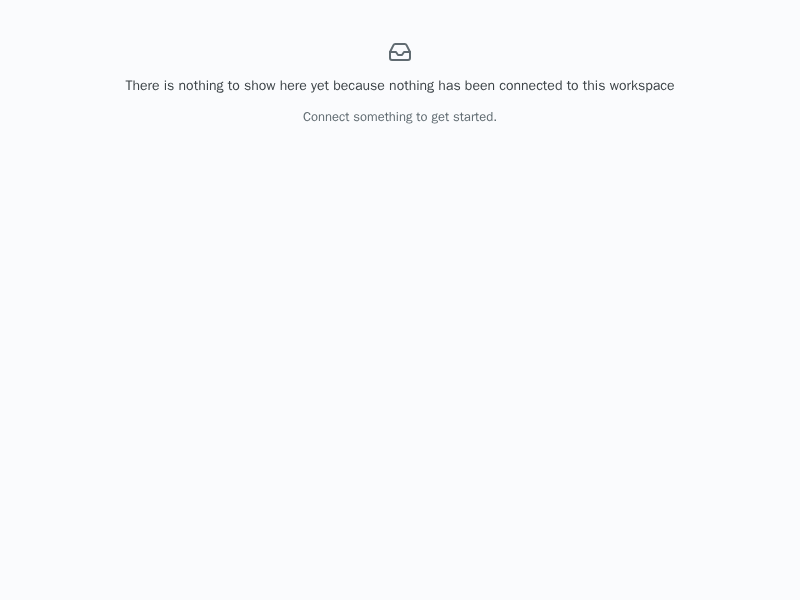 There is nothing to show here yet because nothing has been connected to this workspace
Connect something to get started.